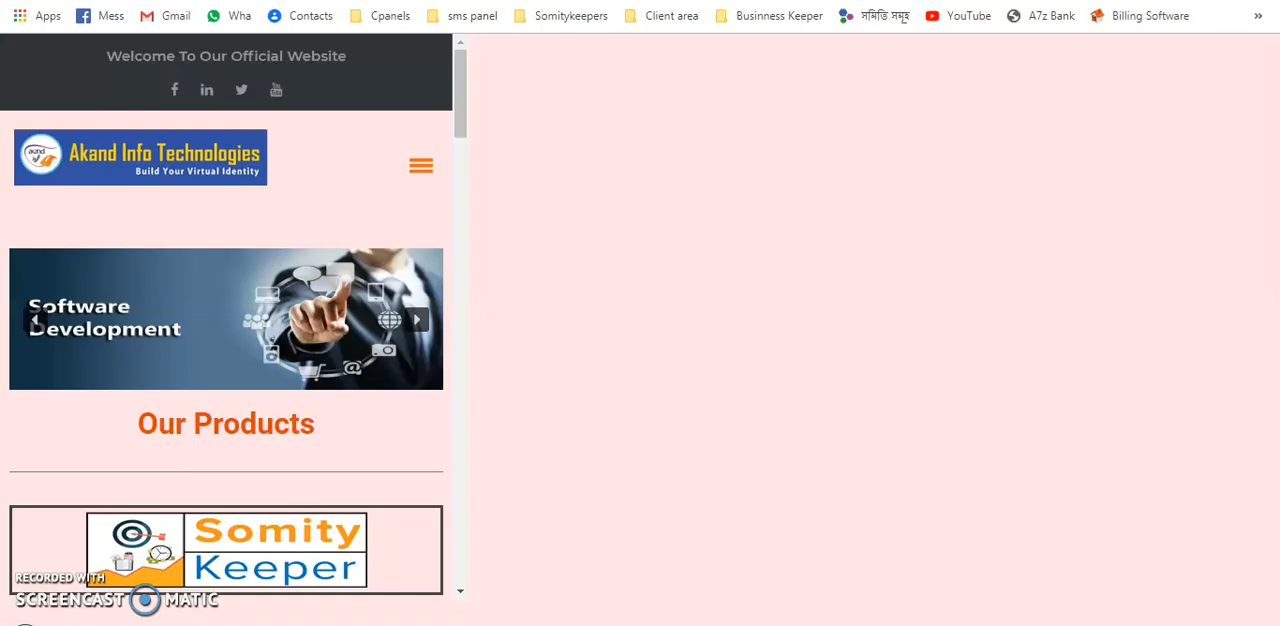 Apps Mess Gmail Wha Contacts Cpanels sms panel Somitykeepers Client area Businness Keeper সমিতি সমূহ YouTube A7z Bank Billing Software »
Welcome To Our Official Website
Akand Info Technologies
Build Your Virtual Identity
Software
Development
Our Products
Somity
Keeper
RECORDED WITH
SCREENCAST MATIC